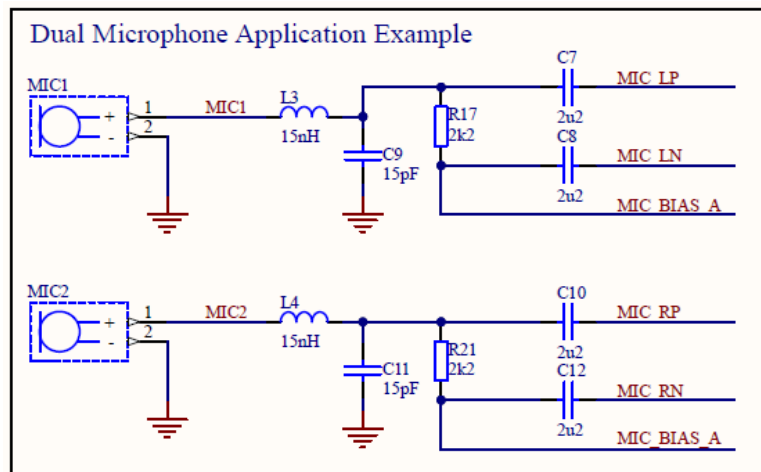 Dual Microphone Application Example
C7
MIC1
MIC_LP
L3
1
MIC1
+
2
-
R17
2k2
2u2
15nH
C8
C9
15pF
MIC_LN
2u2
MIC_BIAS_A
MIC2
C10
L4
1
MIC2
MIC_RP
+
2
-
15nH
R21
2k2
2u2
C11
15pF
C12
MIC_RN
2u2
MIC_BIAS_A